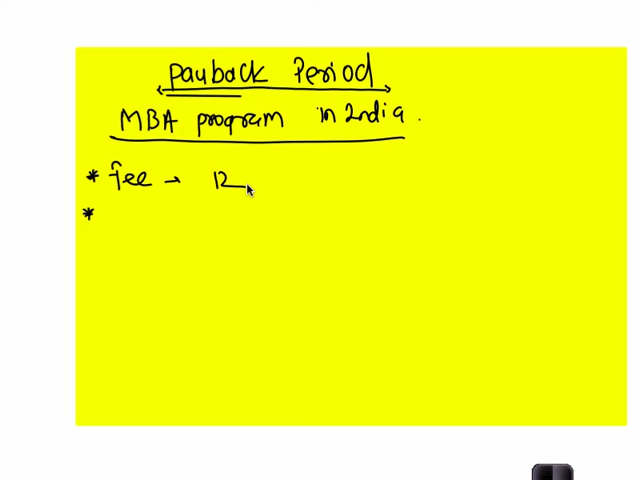 Payback Period
MBA program in India.
* Fee → 12
*